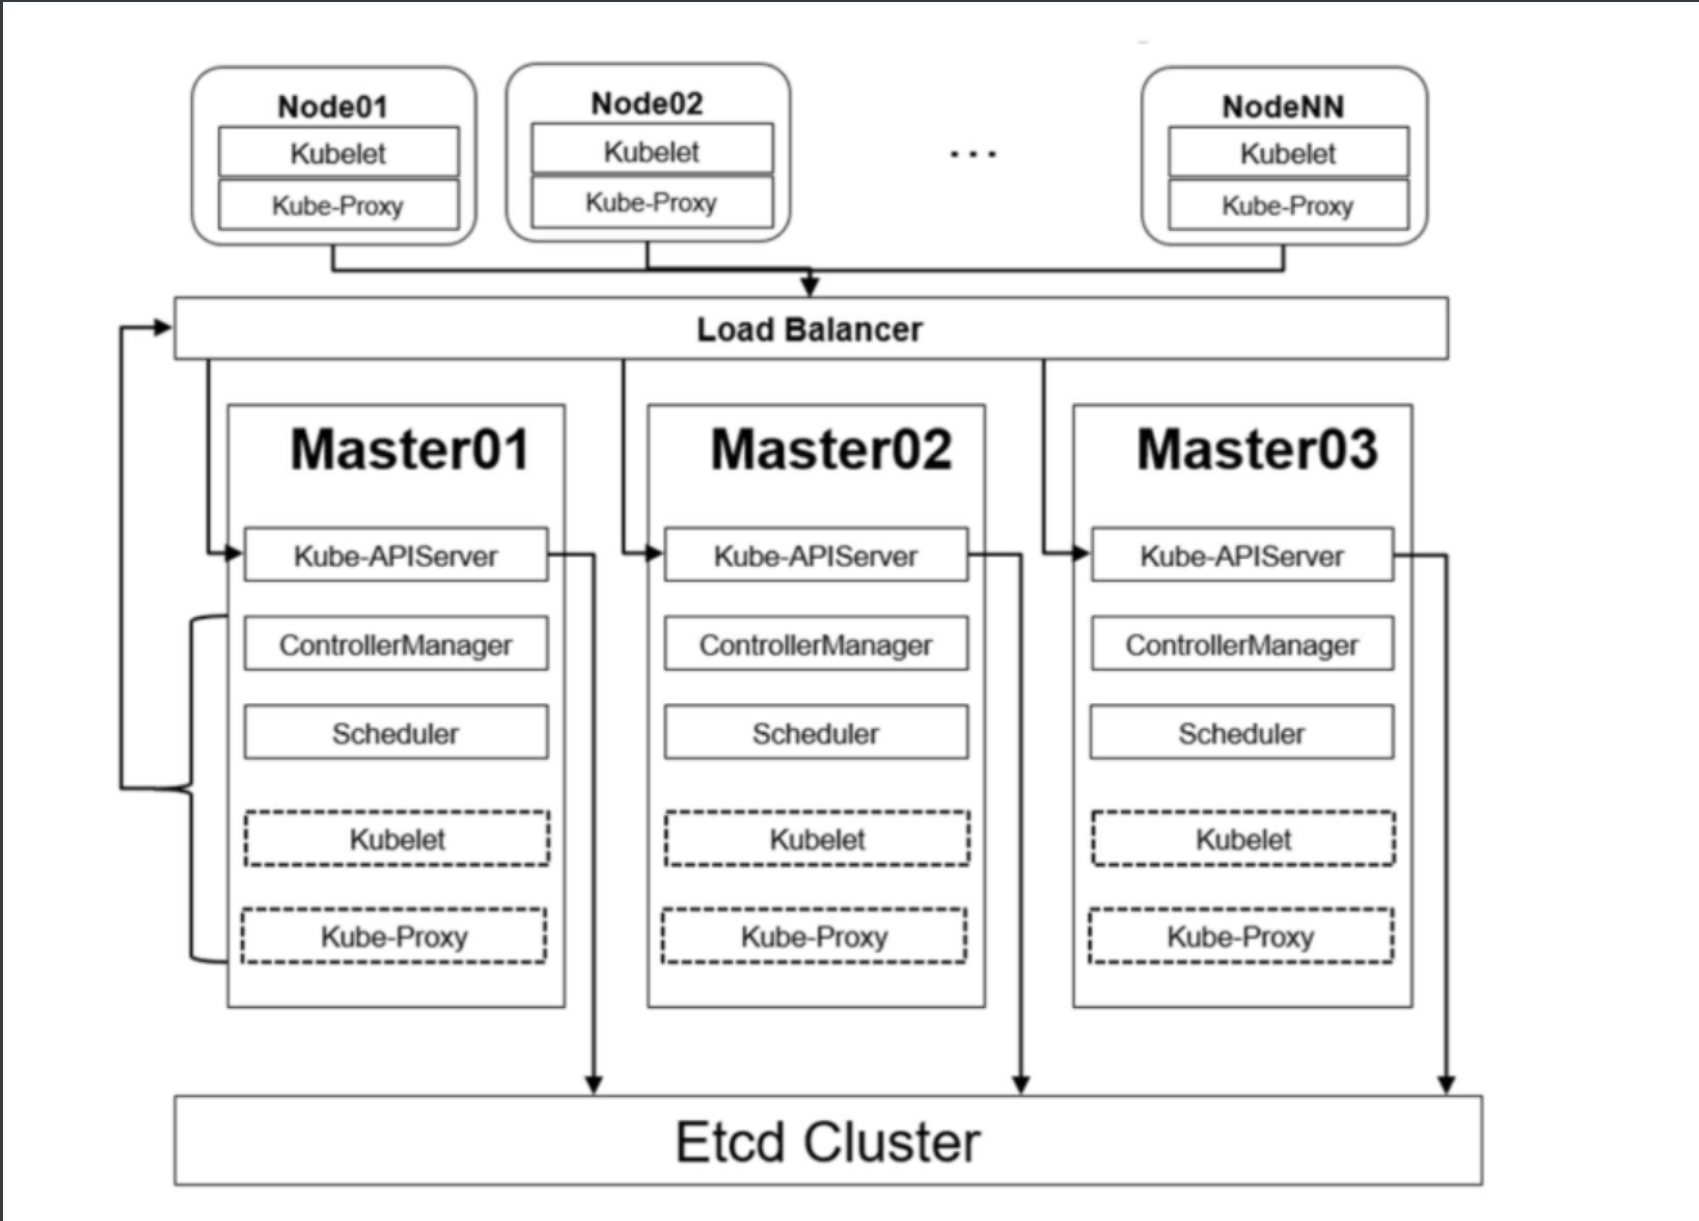 Node01
Kubelet
Kube-Proxy
Node02
Kubelet
Kube-Proxy
...
NodeNN
Kubelet
Kube-Proxy
Load Balancer
Master01
Kube-APIServer
ControllerManager
Scheduler
Kubelet
Kube-Proxy
Master02
Kube-APIServer
ControllerManager
Scheduler
Kubelet
Kube-Proxy
Master03
Kube-APIServer
ControllerManager
Scheduler
Kubelet
Kube-Proxy
Etcd Cluster